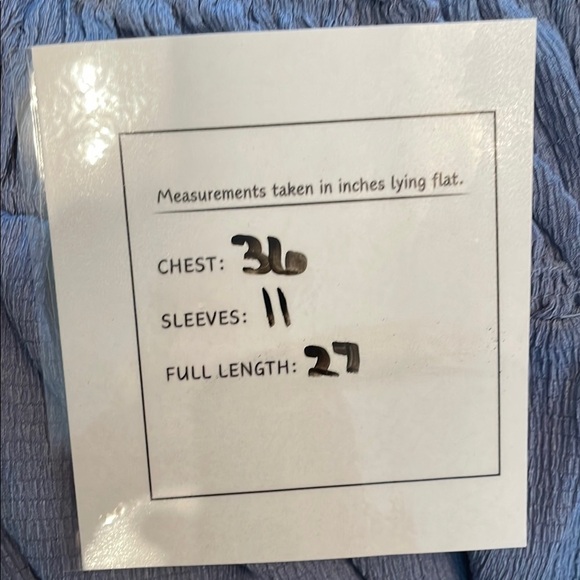 Measurements taken in inches lying flat.
CHEST: 36
SLEEVES: 11
FULL LENGTH: 27